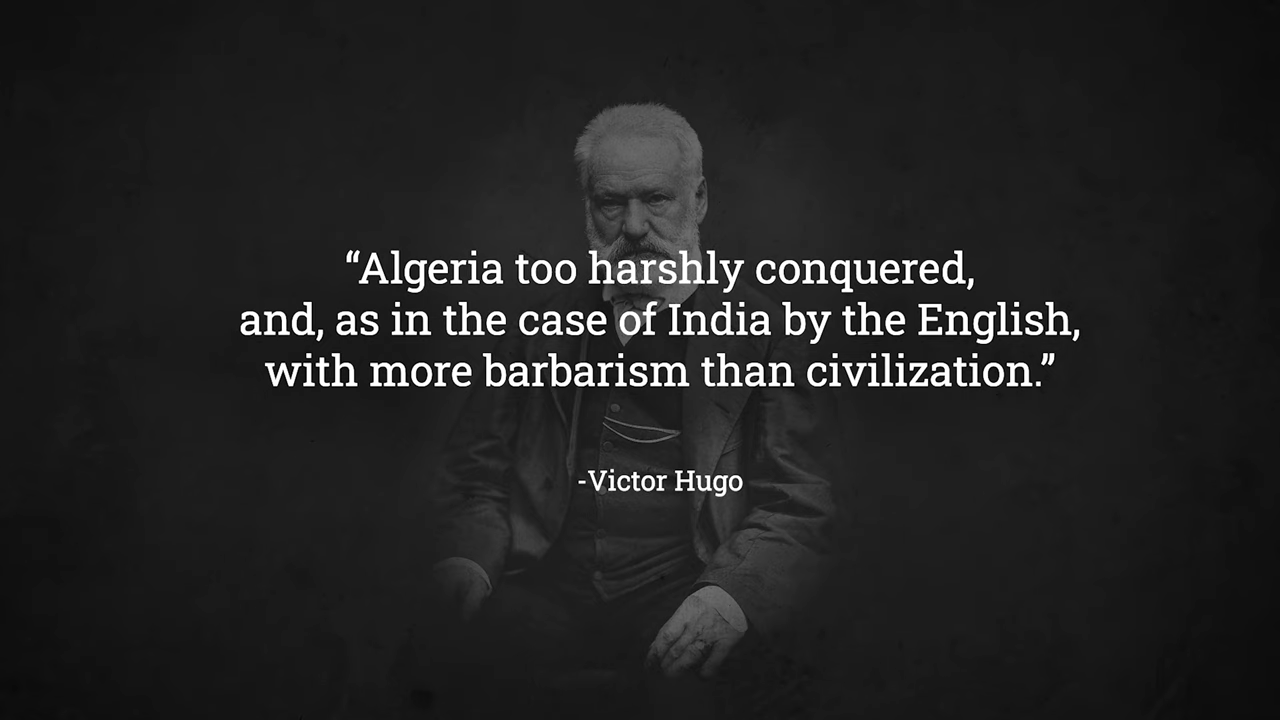 “Algeria too harshly conquered,
and, as in the case of India by the English,
with more barbarism than civilization.”
-Victor Hugo